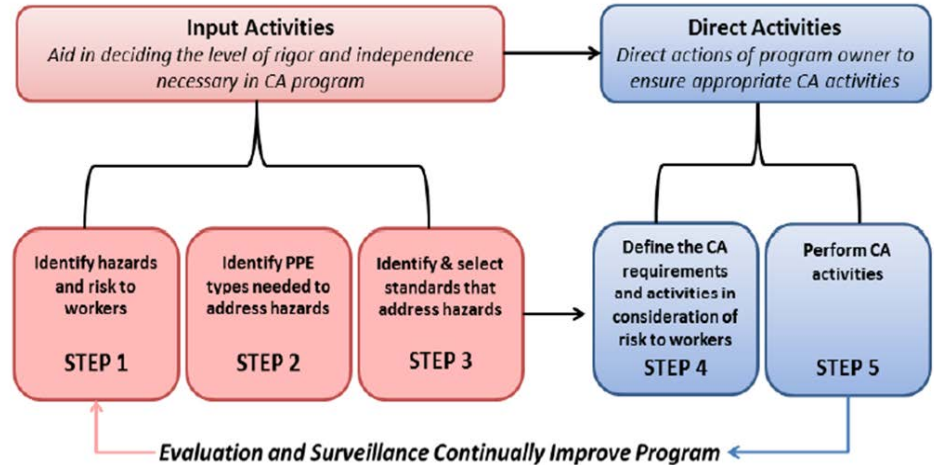 Input Activities
Aid in deciding the level of rigor and independence
necessary in CA program
Direct Activities
Direct actions of program owner to
ensure appropriate CA activities
Identify hazards
and risk to
workers
STEP 1
Identify PPE
types needed to
address hazards
STEP 2
Identify & select
standards that
address hazards
STEP 3
Define the CA
requirements
and activities in
consideration of
risk to workers
STEP 4
Perform CA
activities
STEP 5
Evaluation and Surveillance Continually Improve Program